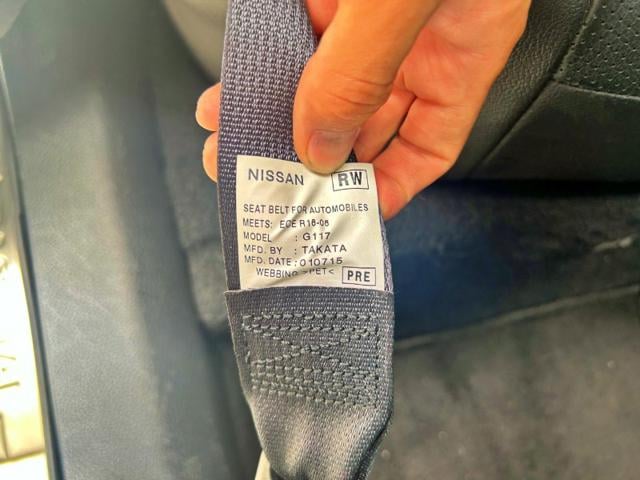 NISSAN RW
SEAT BELT FOR AUTOMOBILES
MEETS: ECE R16-06
MODEL : G117
MFD. BY : TAKATA
MFD. DATE: 010715
WEBBING >PET< PRE